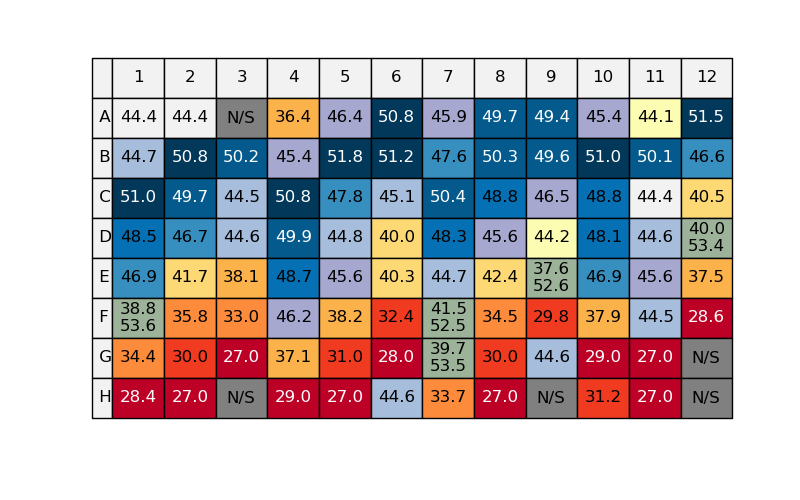 1 2 3 4 5 6 7 8 9 10 11 12
A 44.4 44.4 N/S 36.4 46.4 50.8 45.9 49.7 49.4 45.4 44.1 51.5
B 44.7 50.8 50.2 45.4 51.8 51.2 47.6 50.3 49.6 51.0 50.1 46.6
C 51.0 49.7 44.5 50.8 47.8 45.1 50.4 48.8 46.5 48.8 44.4 40.5
D 48.5 46.7 44.6 49.9 44.8 40.0 48.3 45.6 44.2 48.1 44.6 40.0
53.4
E 46.9 41.7 38.1 48.7 45.6 40.3 44.7 42.4 37.6 46.9 45.6 37.5
52.6
F 38.8 35.8 33.0 46.2 38.2 32.4 41.5 34.5 29.8 37.9 44.5 28.6
53.6 52.5
G 34.4 30.0 27.0 37.1 31.0 28.0 39.7 30.0 44.6 29.0 27.0 N/S
53.5
H 28.4 27.0 N/S 29.0 27.0 44.6 33.7 27.0 N/S 31.2 27.0 N/S